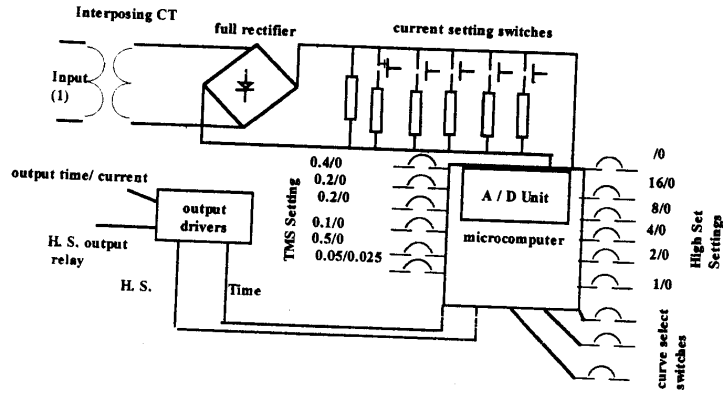 Interposing CT
full rectifier
current setting switches
Input
(1)
0.4/0
0.2/0
0.2/0
0.1/0
0.5/0
0.05/0.025
TMS Setting
A / D Unit
microcomputer
/0
16/0
8/0
4/0
2/0
1/0
High Set
Settings
output time/ current
output
drivers
H. S. output
relay
H. S.
Time
curve select
switches